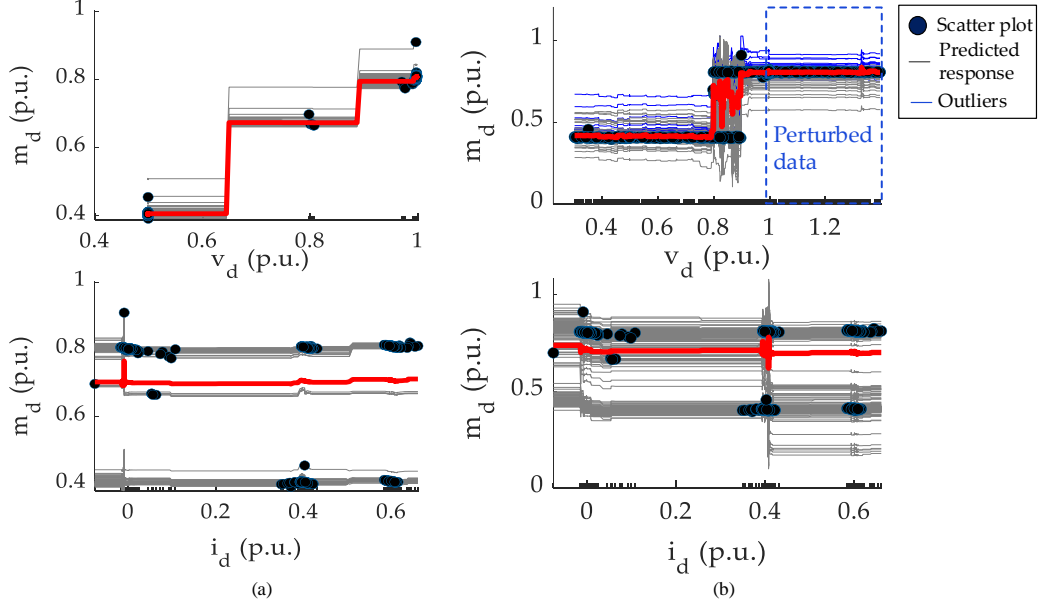 1
0.8
0.6
0.4
m_d (p.u.)
0.4
0.6
0.8
1
v_d (p.u.)
1
0.5
0
m_d (p.u.)
Perturbed
data
0.4
0.6
0.8
1
1.2
v_d (p.u.)
Scatter plot
Predicted
response
Outliers
1
0.8
0.6
0.4
m_d (p.u.)
0
0.2
0.4
0.6
i_d (p.u.)
(a)
1
0.5
0
m_d (p.u.)
0
0.2
0.4
0.6
i_d (p.u.)
(b)